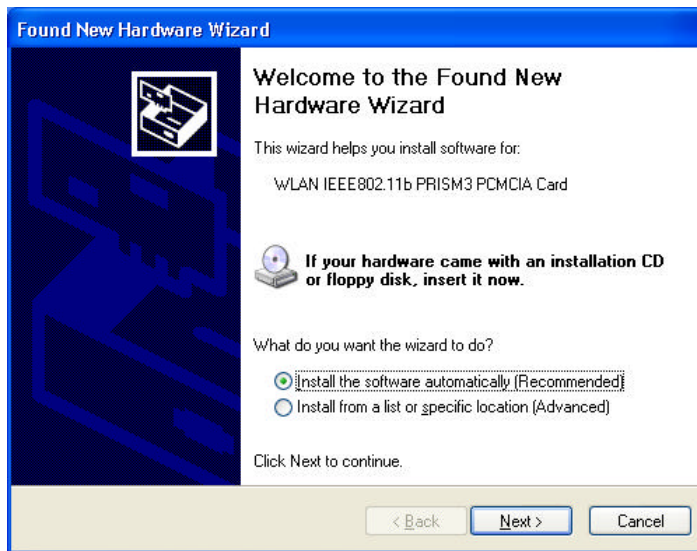 Found New Hardware Wizard
Welcome to the Found New
Hardware Wizard
This wizard helps you install software for:
WLAN IEEE802.11b PRISM3 PCMCIA Card
If your hardware came with an installation CD
or floppy disk, insert it now.
What do you want the wizard to do?
Install the software automatically (Recommended)
Install from a list or specific location (Advanced)
Click Next to continue.
< Back Next > Cancel